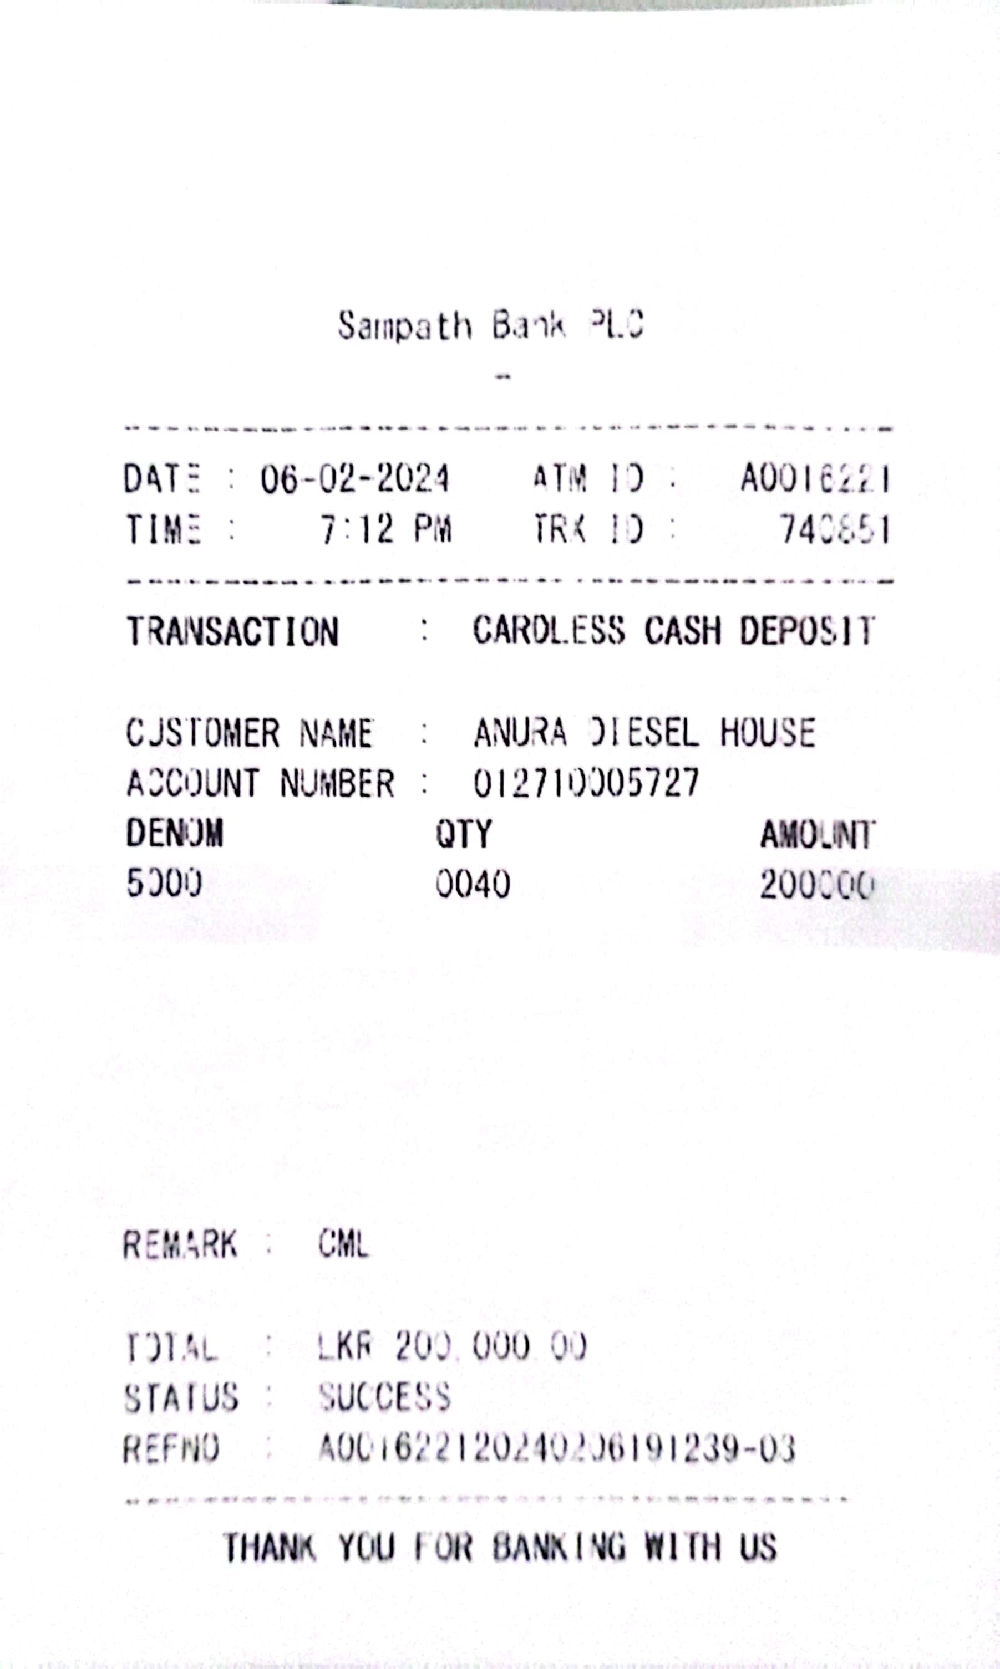 Sampath Bank PLC
-
DATE : 06-02-2024 ATM ID : A0016221
TIME : 7:12 PM TRX ID : 740851
TRANSACTION : CARDLESS CASH DEPOSIT
CUSTOMER NAME : ANURA DIESEL HOUSE
ACCOUNT NUMBER : 012710005727
DENOM QTY AMOUNT
5000 0040 200000
REMARK : CML
TOTAL : LKR 200,000.00
STATUS : SUCCESS
REFNO : A001622120240206191239-03
THANK YOU FOR BANKING WITH US